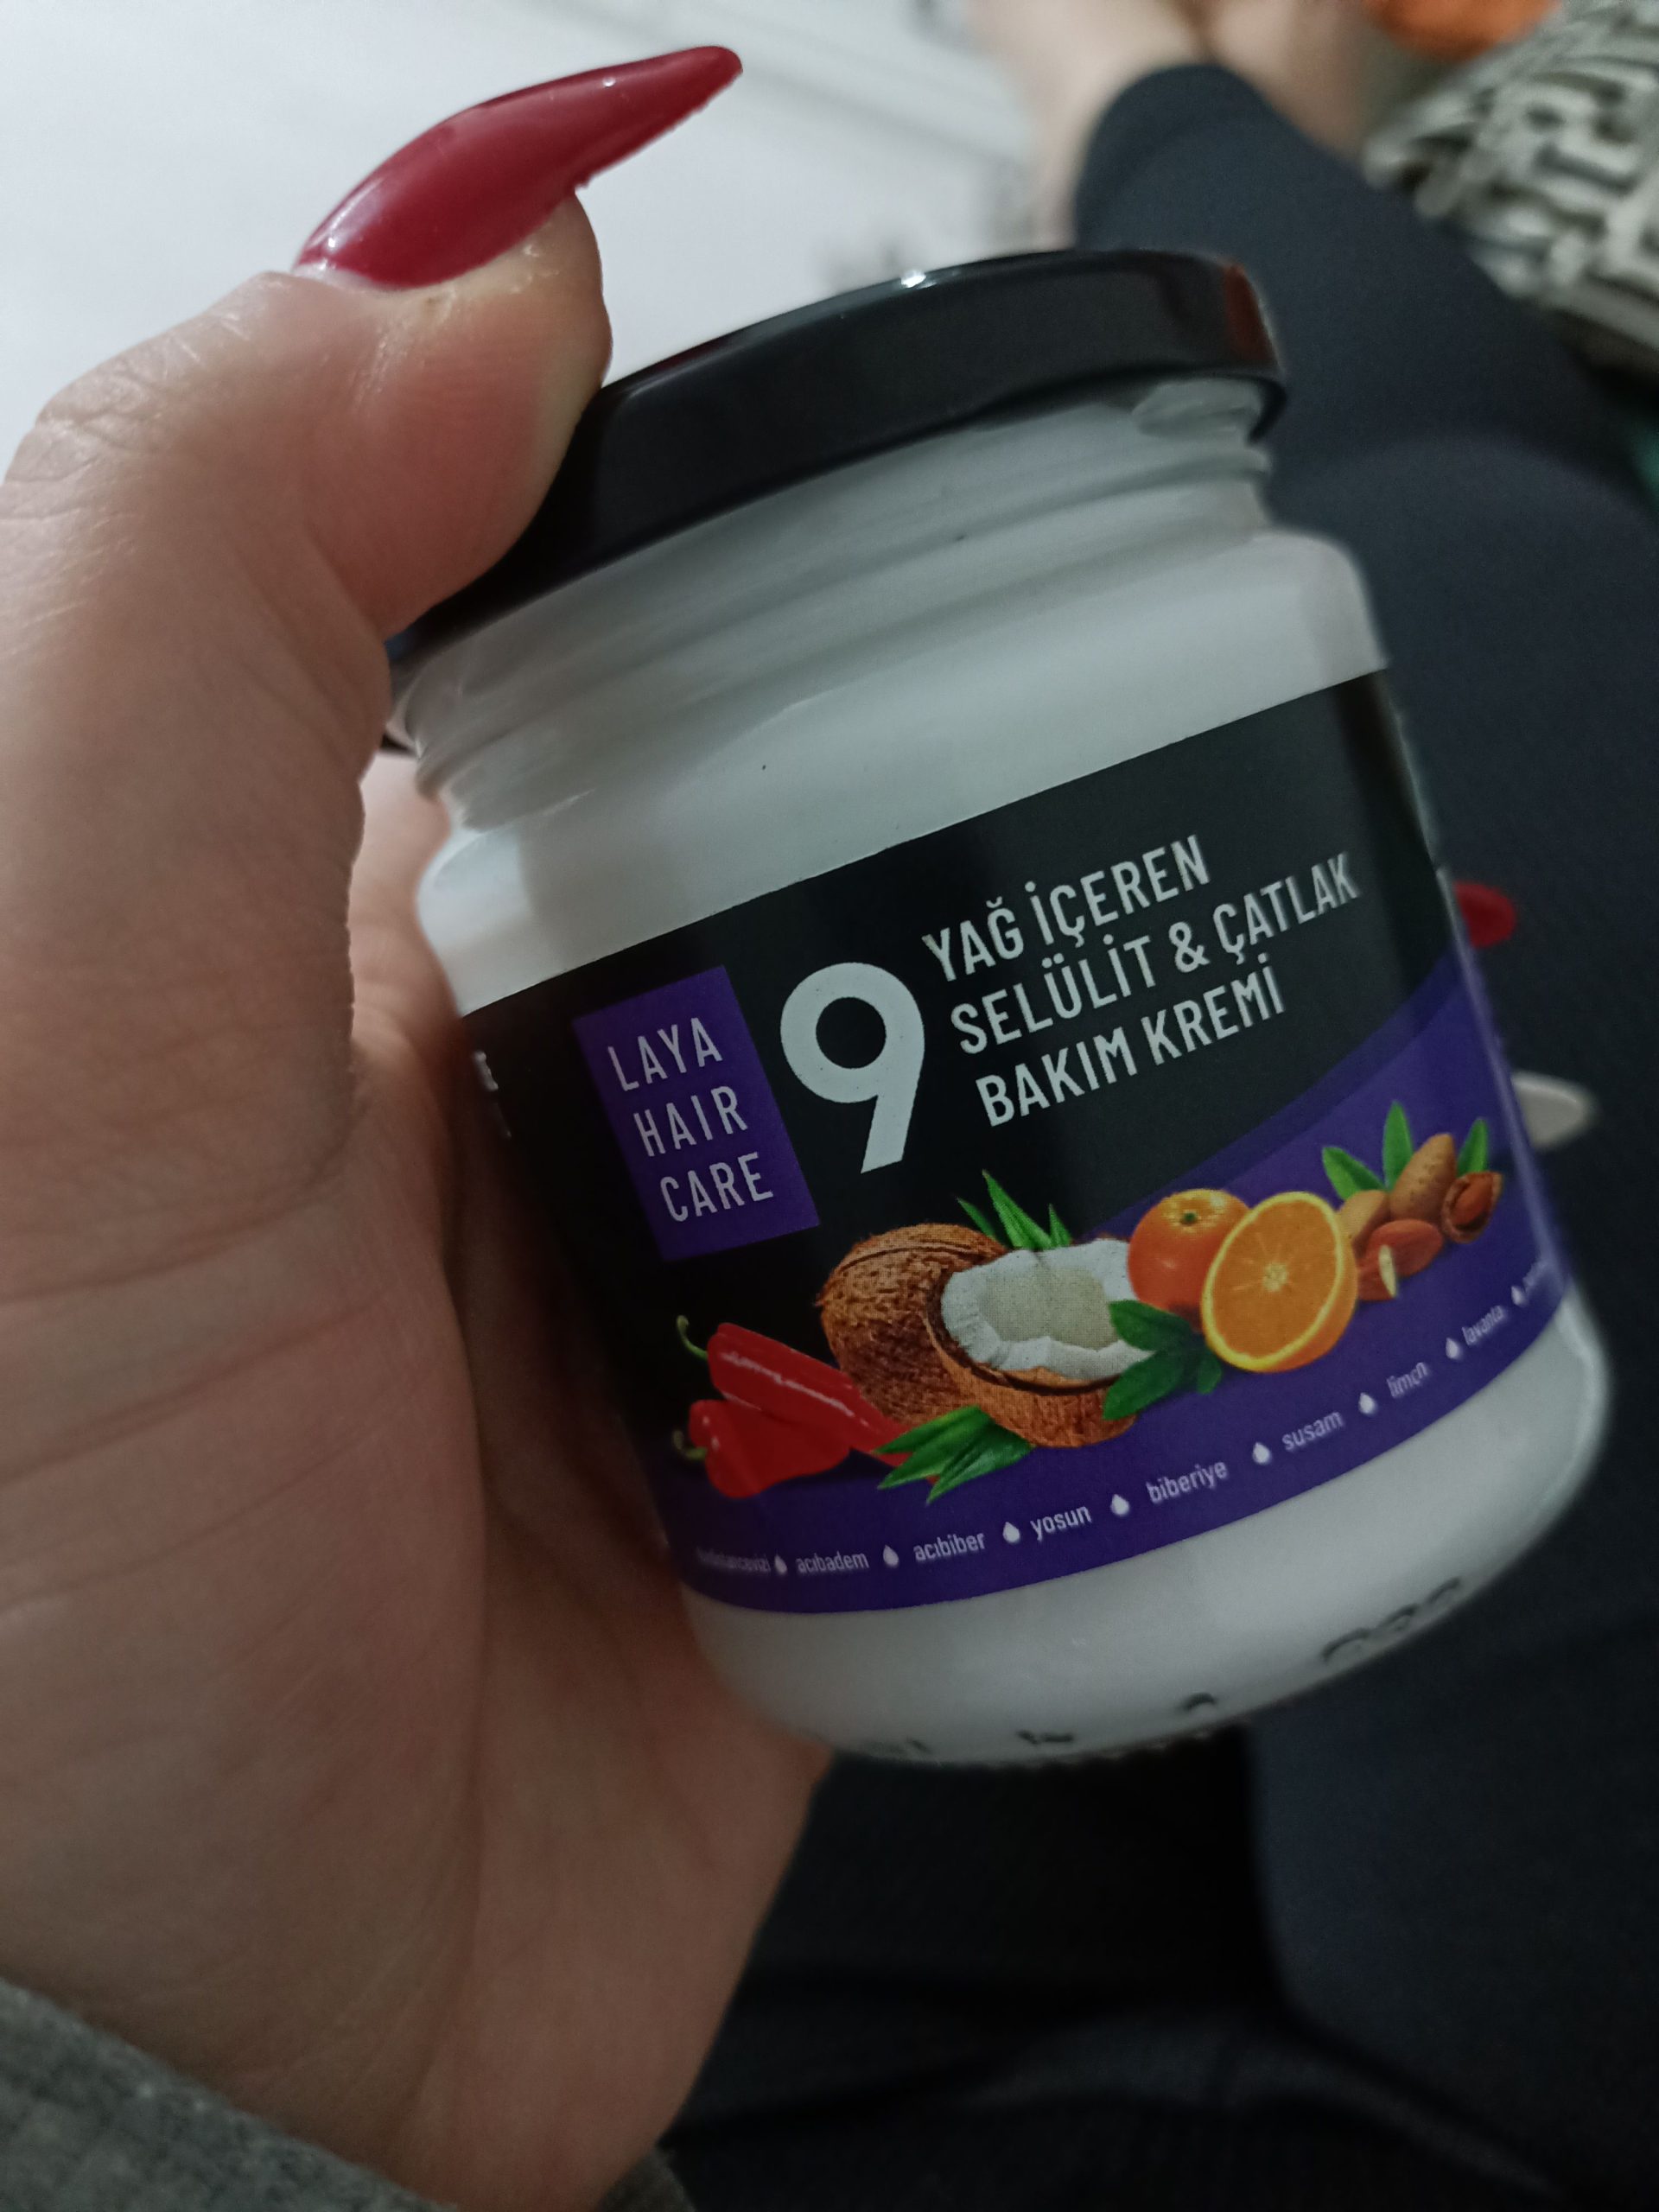 LAYA
HAIR
CARE
9
YAĞ İÇEREN
SELÜLİT & ÇATLAK
BAKIM KREMİ
acıbadem acıbiber yosun biberiye susam limon lavanta